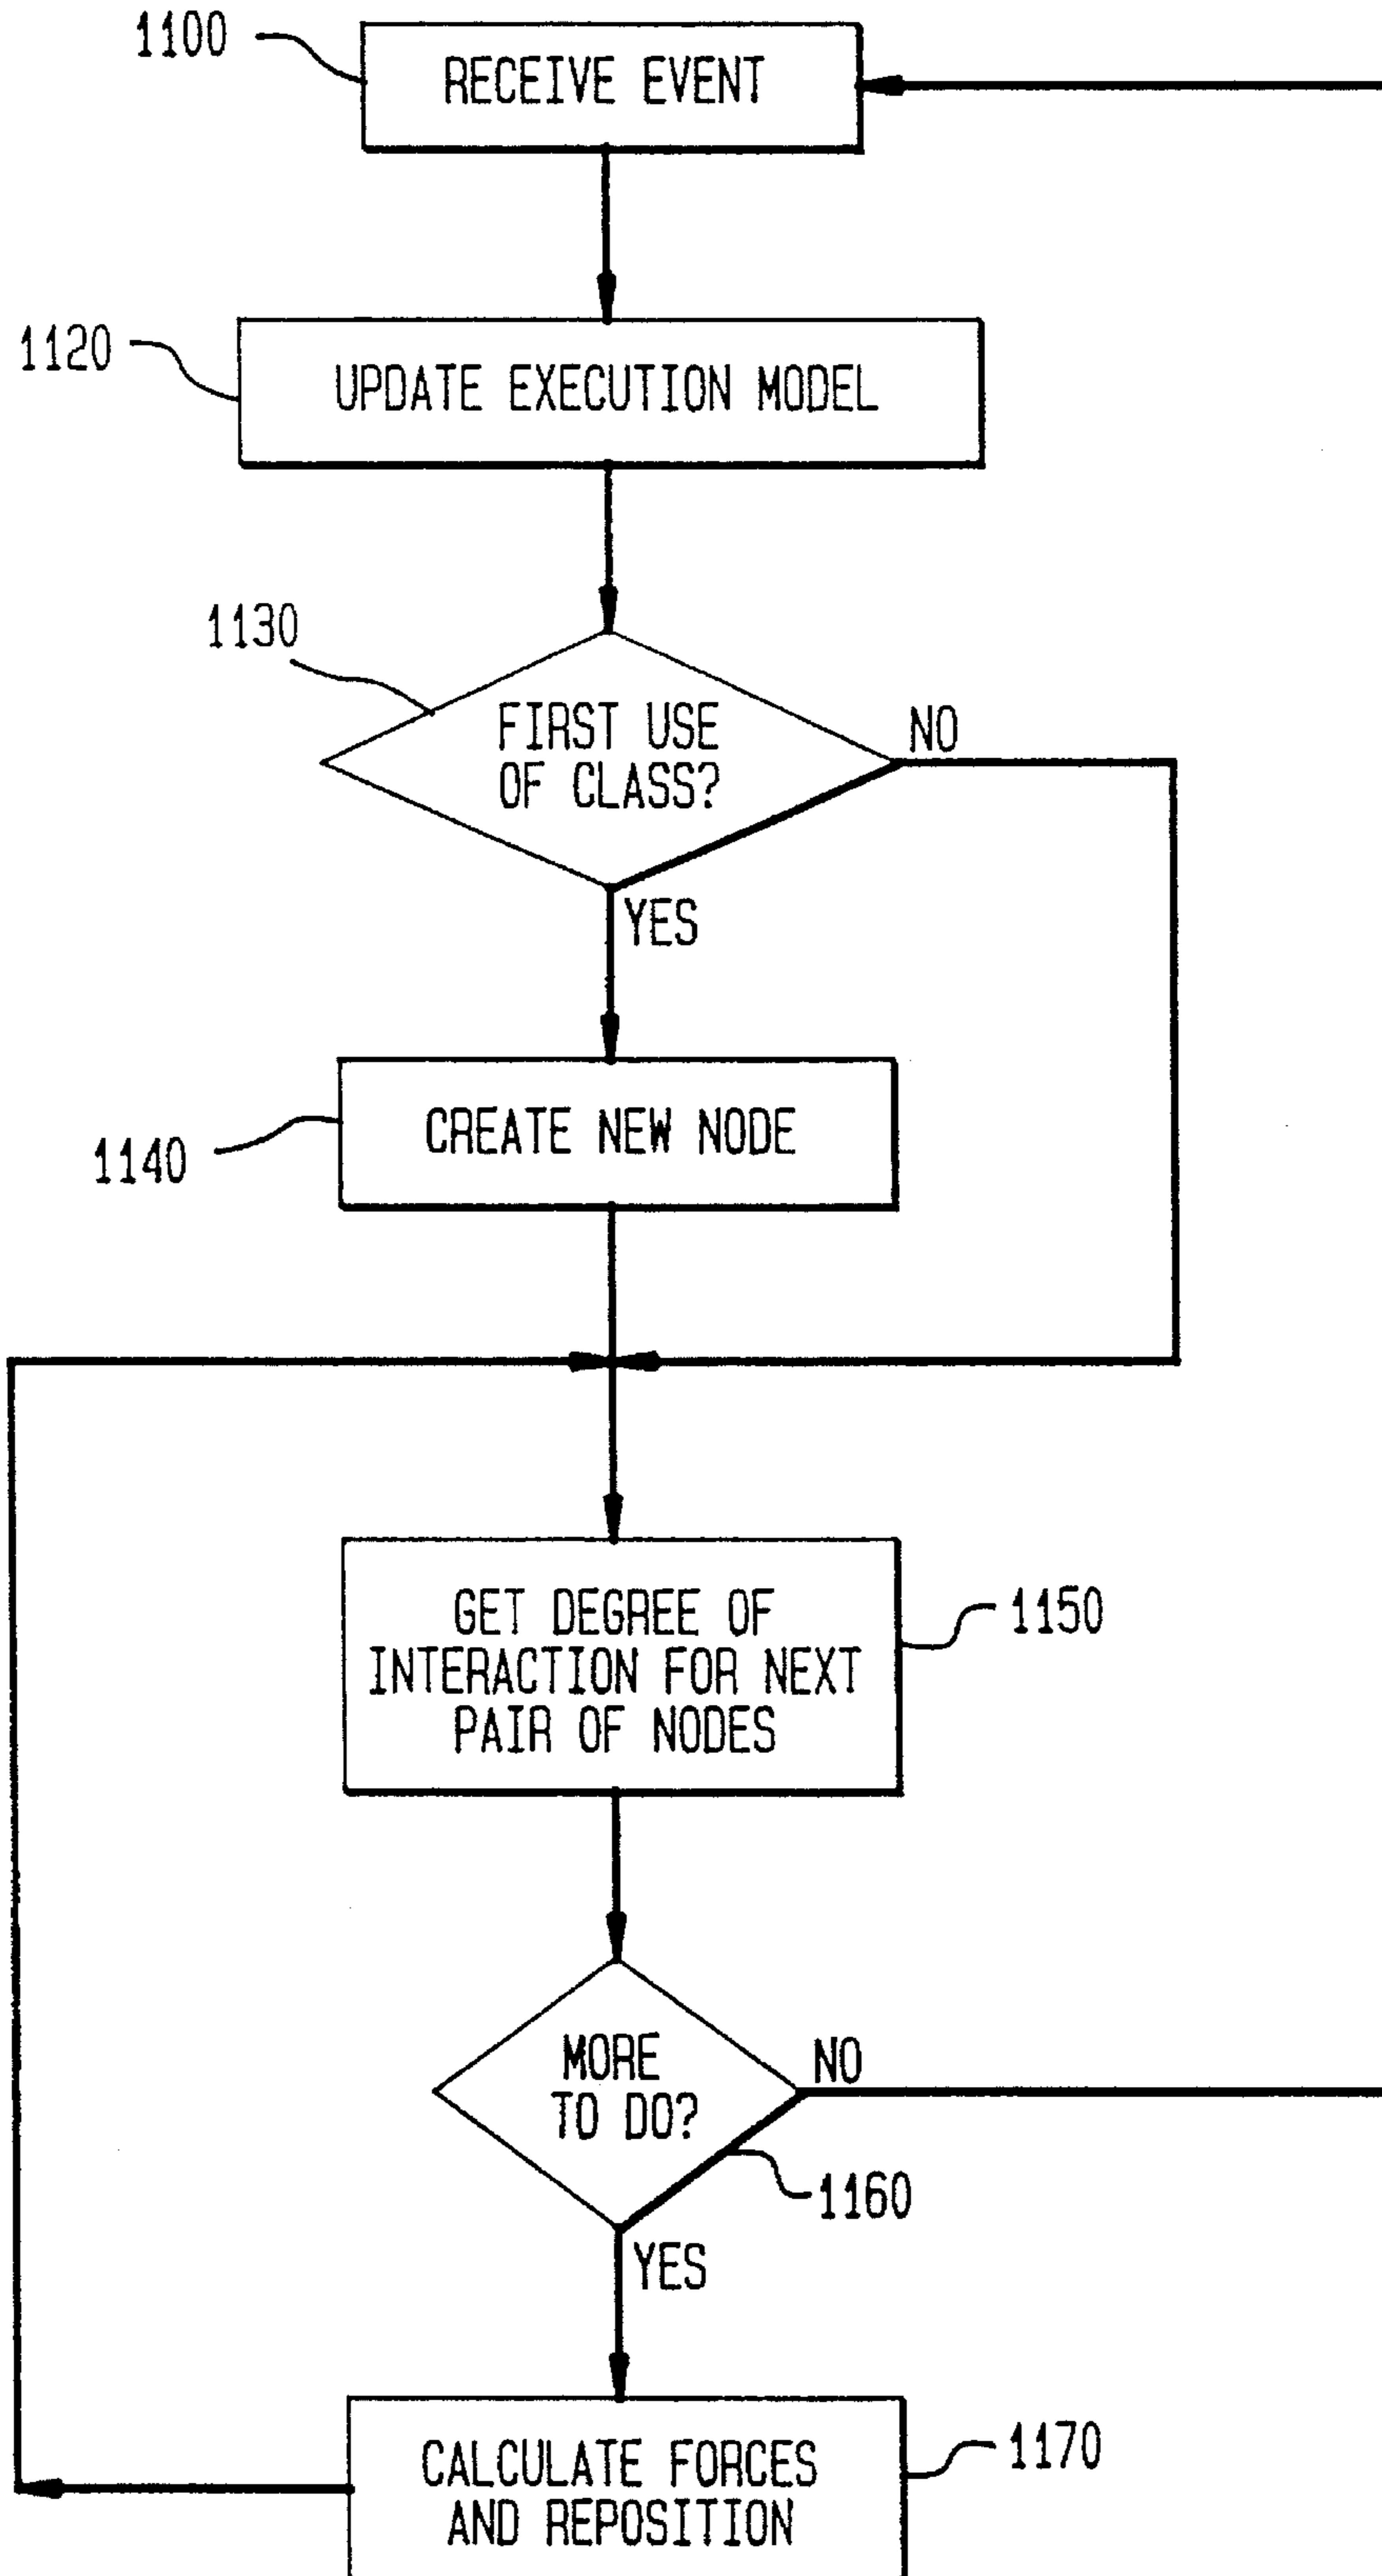 1100
RECEIVE EVENT
1120
UPDATE EXECUTION MODEL
1130
FIRST USE
OF CLASS?
NO
YES
1140
CREATE NEW NODE
GET DEGREE OF
INTERACTION FOR NEXT
PAIR OF NODES
1150
MORE
TO DO?
NO
1160
YES
CALCULATE FORCES
AND REPOSITION
1170